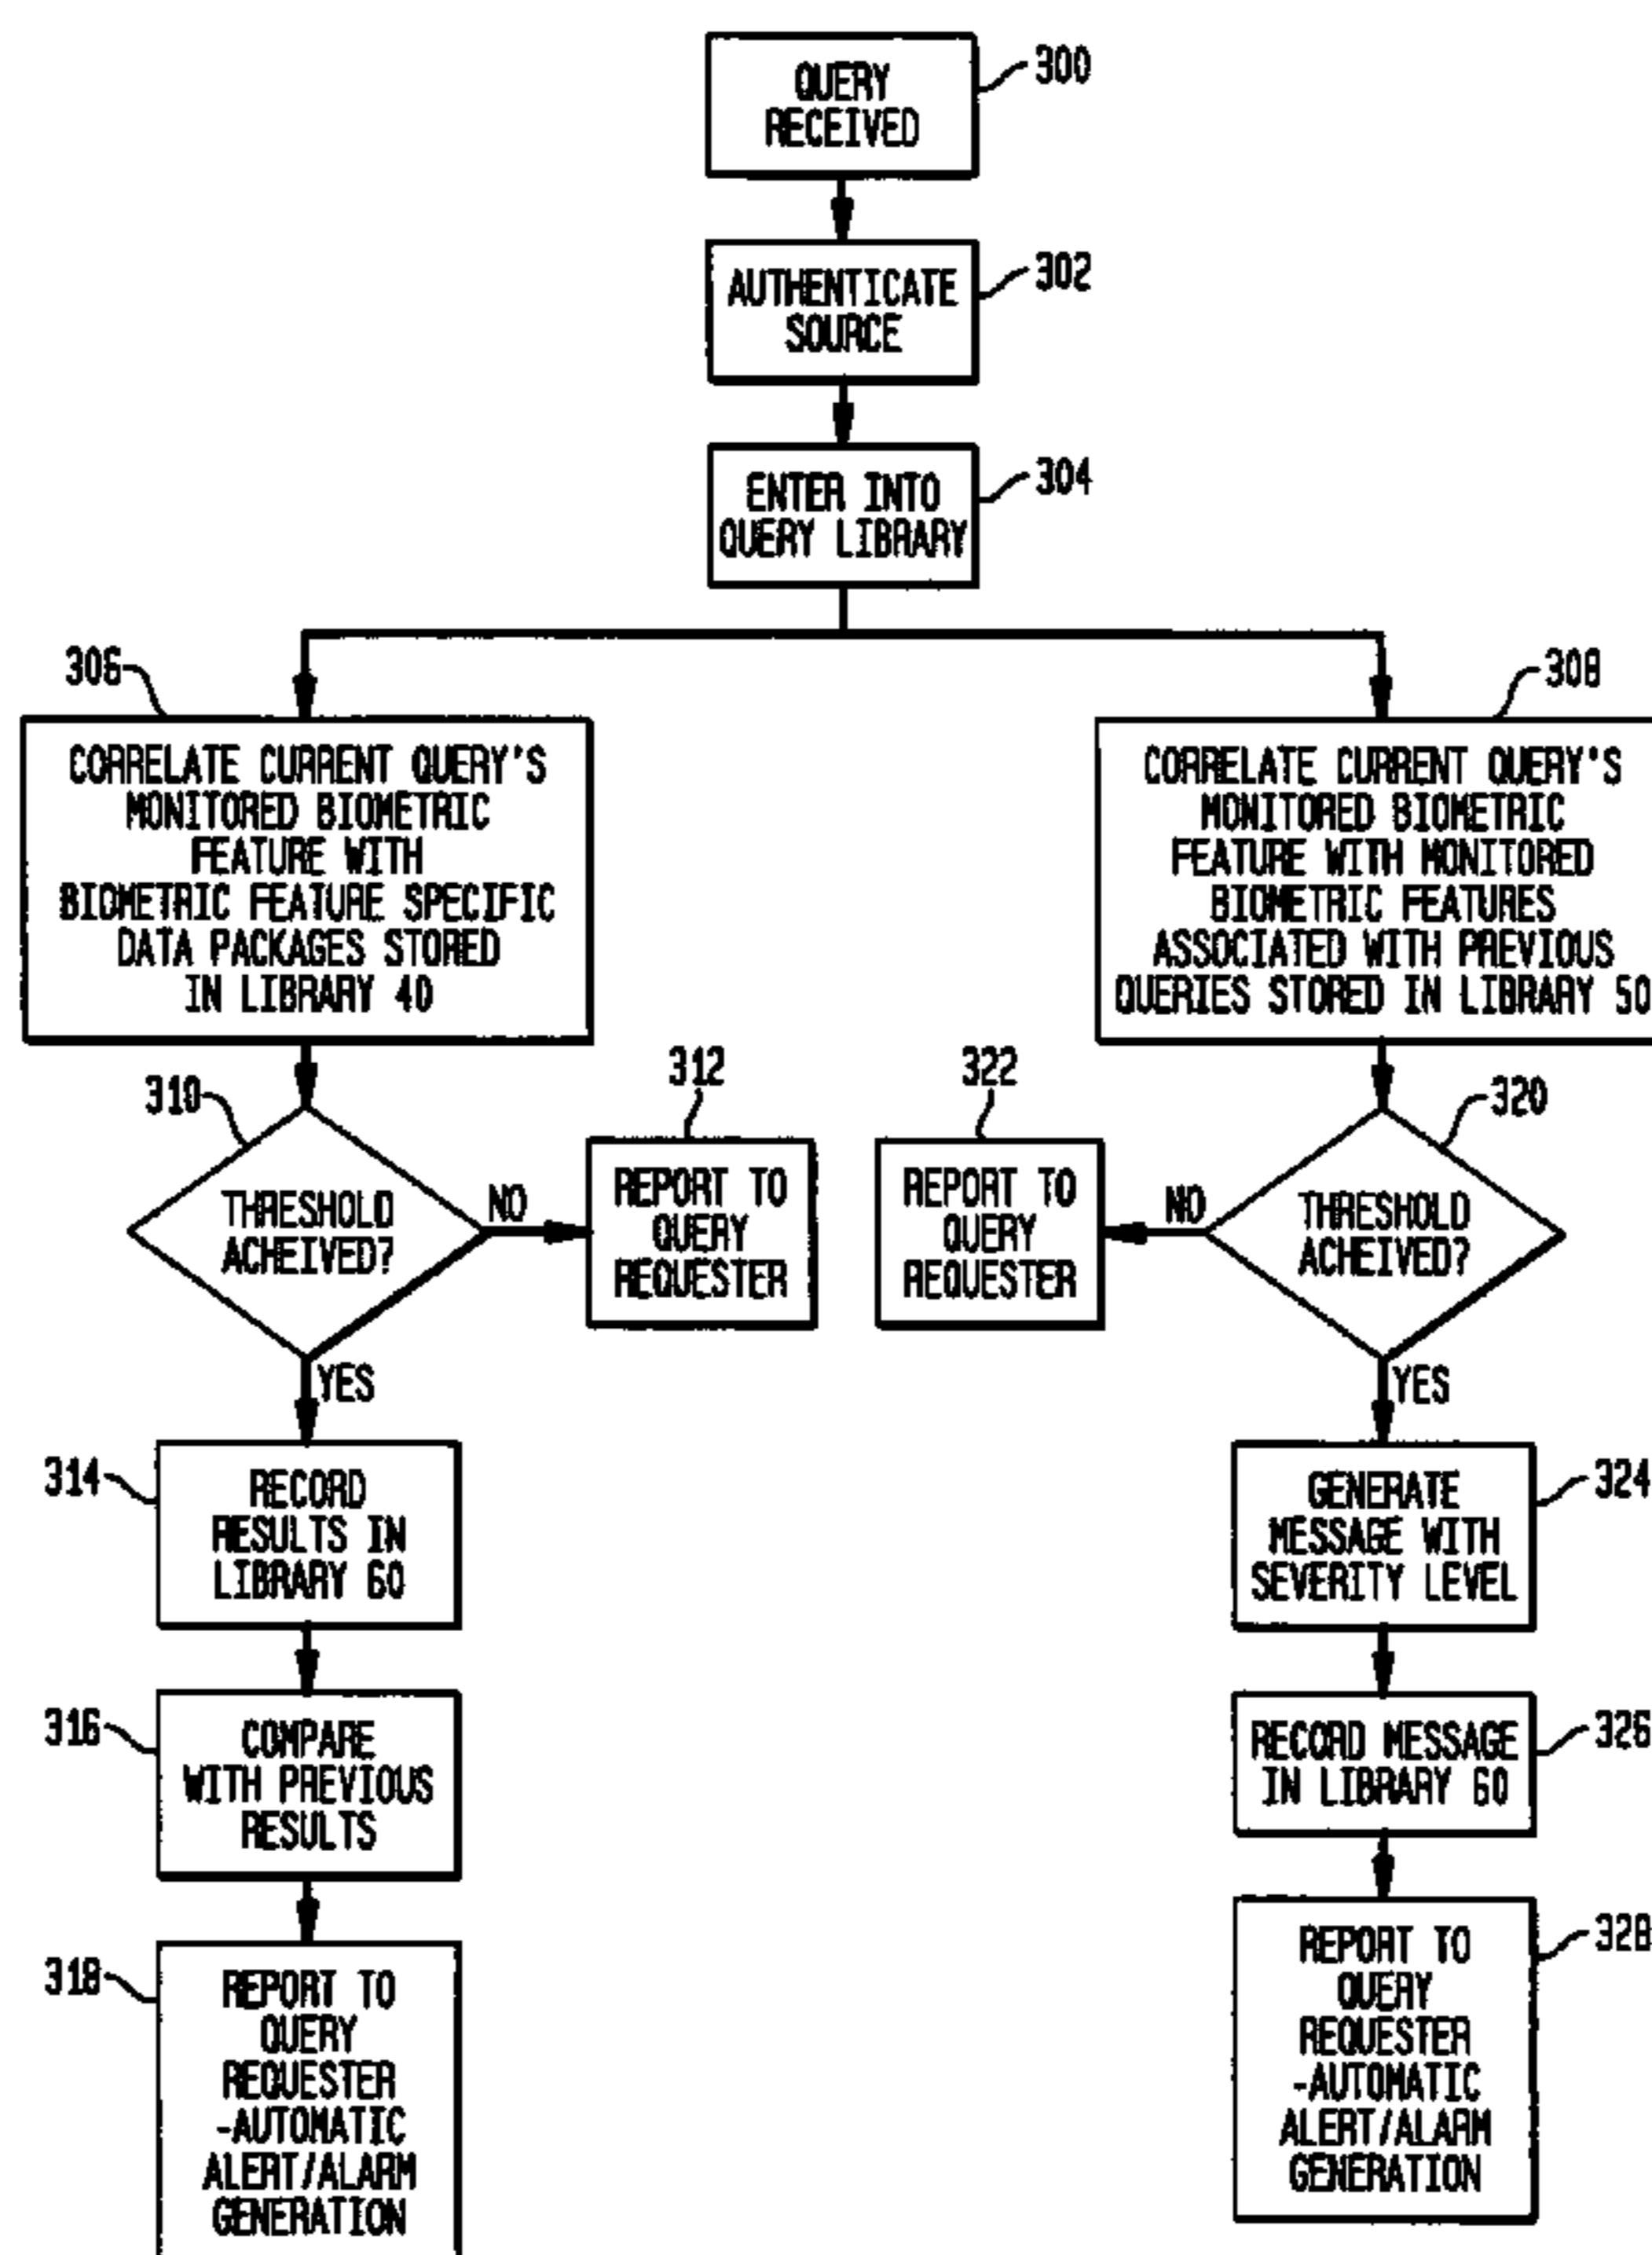 QUERY
RECEIVED
300
AUTHENTICATE
SOURCE
302
ENTER INTO
QUERY LIBRARY
304
306
CORRELATE CURRENT QUERY'S
MONITORED BIOMETRIC
FEATURE WITH
BIOMETRIC FEATURE SPECIFIC
DATA PACKAGES STORED
IN LIBRARY 40
308
CORRELATE CURRENT QUERY'S
MONITORED BIOMETRIC
FEATURE WITH MONITORED
BIOMETRIC FEATURES
ASSOCIATED WITH PREVIOUS
QUERIES STORED IN LIBRARY 50
310
THRESHOLD
ACHEIVED?
NO
312
REPORT TO
QUERY
REQUESTER
322
REPORT TO
QUERY
REQUESTER
NO
320
THRESHOLD
ACHEIVED?
YES
YES
314
RECORD
RESULTS IN
LIBRARY 60
324
GENERATE
MESSAGE WITH
SEVERITY LEVEL
316
COMPARE
WITH PREVIOUS
RESULTS
326
RECORD MESSAGE
IN LIBRARY 60
318
REPORT TO
QUERY
REQUESTER
-AUTOMATIC
ALERT/ALARM
GENERATION
328
REPORT TO
QUERY
REQUESTER
-AUTOMATIC
ALERT/ALARM
GENERATION